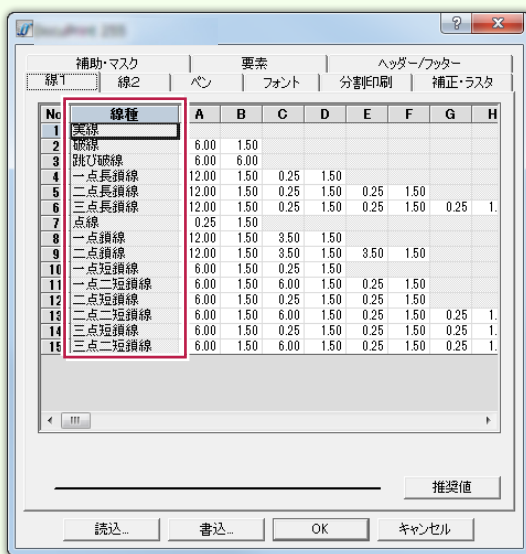 補助・マスク 要素 ヘッダー/フッター
線1 線2 ペン フォント 分割印刷 補正・ラスタ
No 線種 A B C D E F G H
1 実線
2 破線 6.00 1.50
3 跳び破線 6.00 6.00
4 一点長鎖線 12.00 1.50 0.25 1.50
5 二点長鎖線 12.00 1.50 0.25 1.50 0.25 1.50
6 三点長鎖線 12.00 1.50 0.25 1.50 0.25 1.50 0.25 1.
7 点線 0.25 1.50
8 一点鎖線 12.00 1.50 3.50 1.50
9 二点鎖線 12.00 1.50 3.50 1.50 3.50 1.50
10 一点短鎖線 6.00 1.50 0.25 1.50
11 一点二短鎖線 6.00 1.50 6.00 1.50 0.25 1.50
12 二点短鎖線 6.00 1.50 0.25 1.50 0.25 1.50
13 二点二短鎖線 6.00 1.50 6.00 1.50 0.25 1.50 0.25 1.
14 三点短鎖線 6.00 1.50 0.25 1.50 0.25 1.50 0.25 1.
15 三点二短鎖線 6.00 1.50 6.00 1.50 0.25 1.50 0.25 1.
推奨値
読込... 書込... OK キャンセル